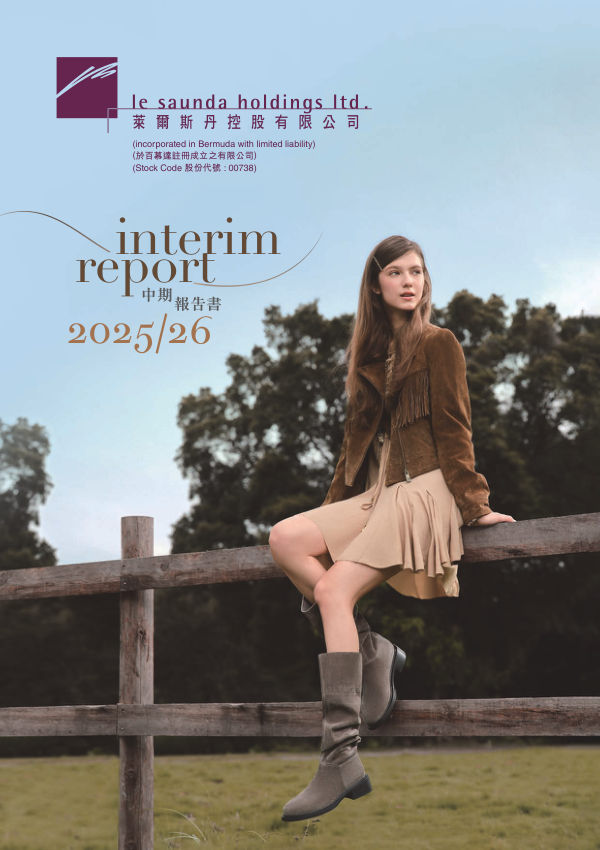 le saunda holdings ltd.
萊爾斯丹控股有限公司
(incorporated in Bermuda with limited liability)
(於百慕達註冊成立之有限公司)
(Stock Code 股份代號 : 00738)
interim
report
中期
報告書
2025/26